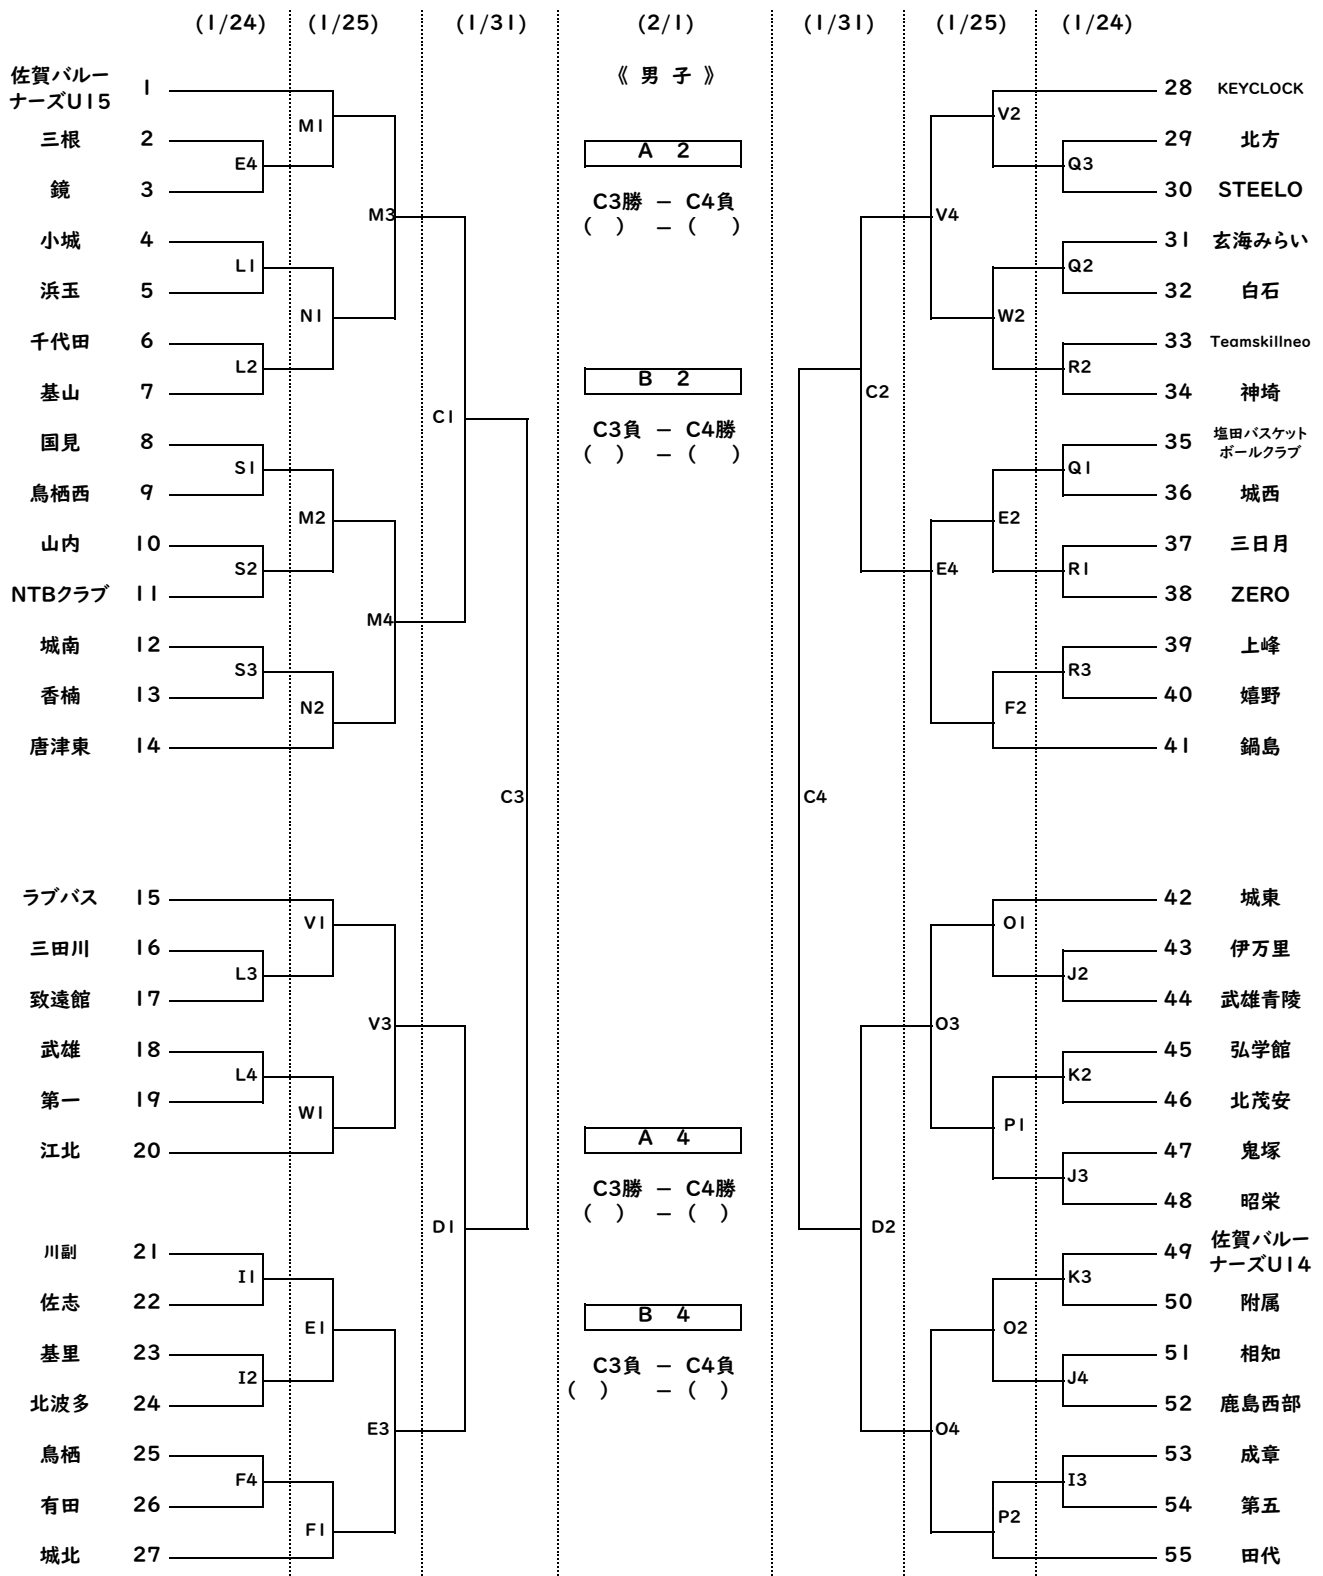 (1/24) (1/25) (1/31) (2/1) (1/31) (1/25) (1/24)
《 男 子 》
佐賀バルー
ナーズU15 1
三根 2
鏡 3
小城 4
浜玉 5
千代田 6
基山 7
国見 8
鳥栖西 9
山内 10
NTBクラブ 11
城南 12
香楠 13
唐津東 14
ラブバス 15
三田川 16
致遠館 17
武雄 18
第一 19
江北 20
川副 21
佐志 22
基里 23
北波多 24
鳥栖 25
有田 26
城北 27
E4
L1
L2
S1
S2
S3
L3
L4
I1
I2
F4
M1
N1
M2
N2
V1
W1
E1
F1
M3
M4
V3
E3
C1
D1
C3
A 2
C3勝 － C4負
( ) － ( )
B 2
C3負 － C4勝
( ) － ( )
A 4
C3勝 － C4勝
( ) － ( )
B 4
C3負 － C4負
( ) － ( )
C4
C2
D2
V4
E4
O3
O4
V2
W2
E2
F2
O1
P1
O2
P2
Q3
Q2
R2
Q1
R1
R3
J2
K2
J3
K3
J4
I3
28 KEYCLOCK
29 北方
30 STEELO
31 玄海みらい
32 白石
33 Teamskillneo
34 神埼
35 塩田バスケット
ボールクラブ
36 城西
37 三日月
38 ZERO
39 上峰
40 嬉野
41 鍋島
42 城東
43 伊万里
44 武雄青陵
45 弘学館
46 北茂安
47 鬼塚
48 昭栄
49 佐賀バルー
ナーズU14
50 附属
51 相知
52 鹿島西部
53 成章
54 第五
55 田代